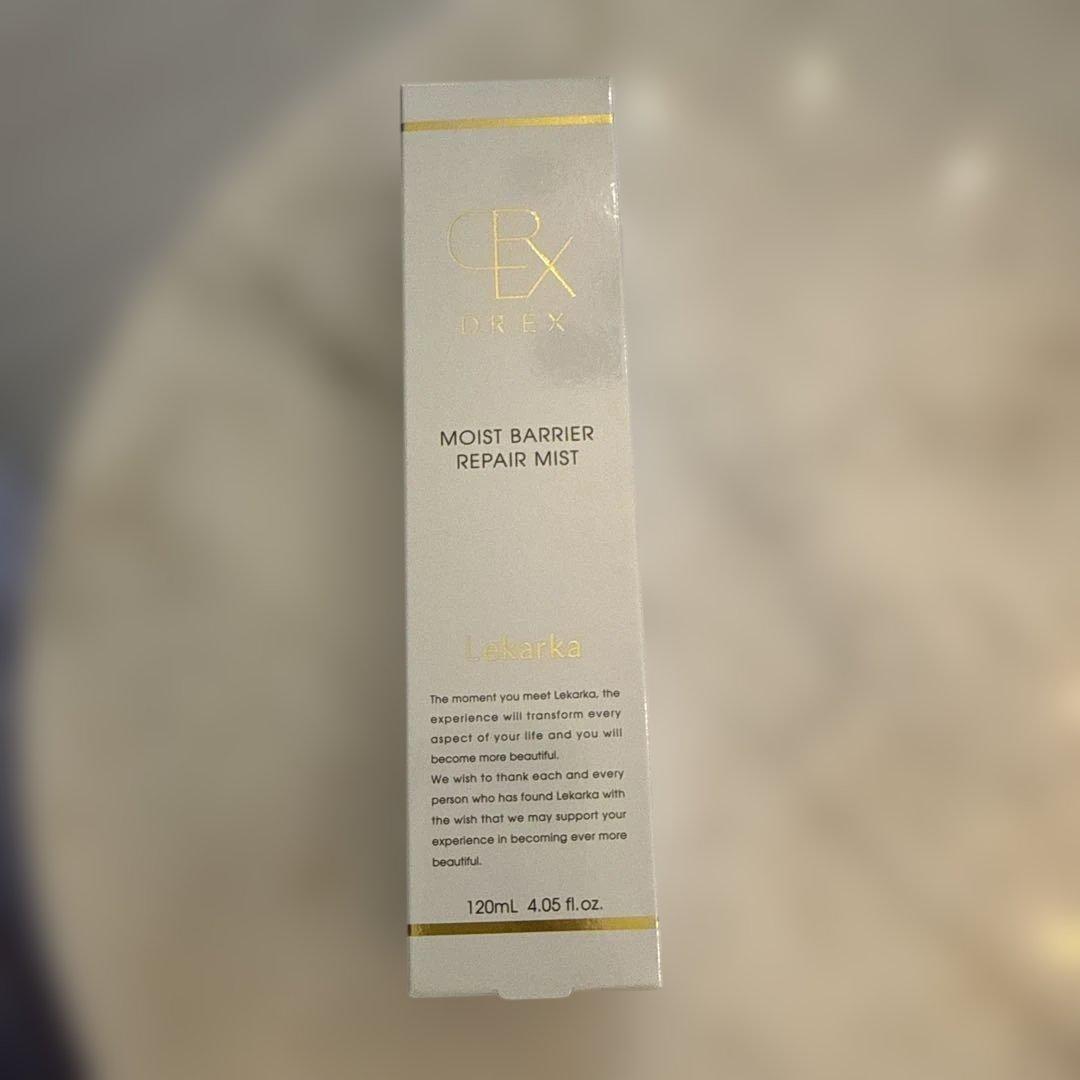 DREX
DREX
MOIST BARRIER
REPAIR MIST
Lekarka
The moment you meet Lekarka, the
experience will transform every
aspect of your life and you will
become more beautiful.
We wish to thank each and every
person who has found Lekarka with
the wish that we may support your
experience in becoming ever more
beautiful.
120mL 4.05 fl.oz.